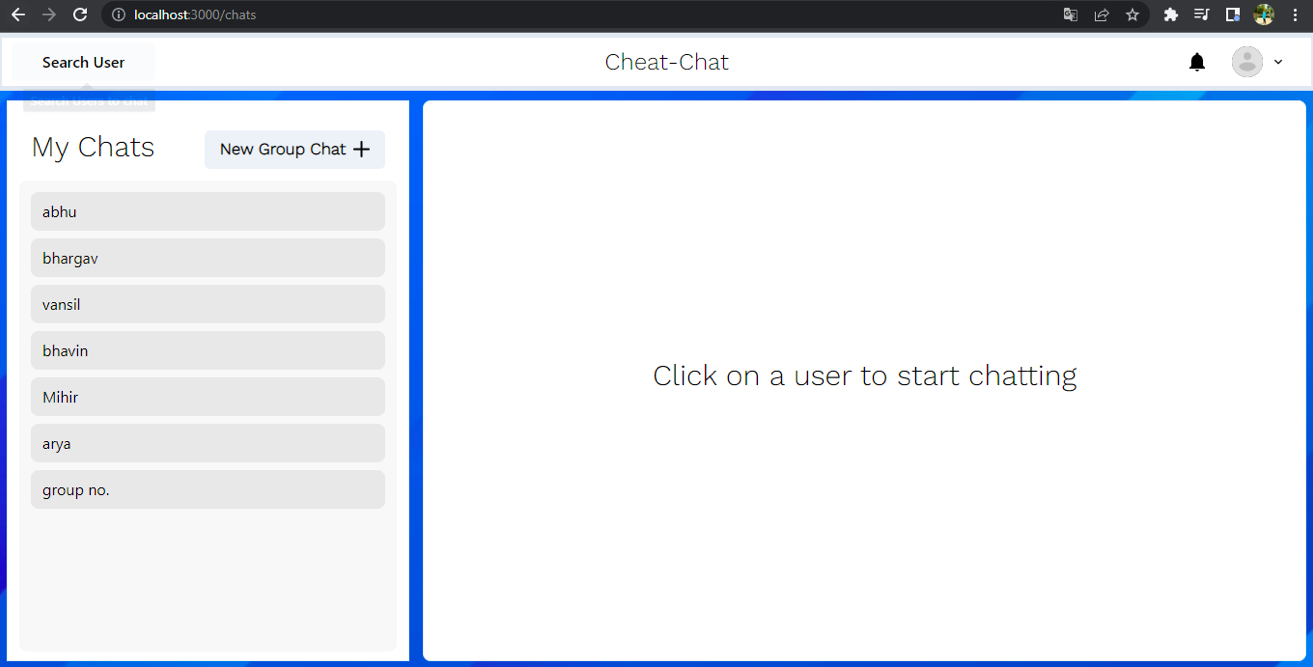 localhost:3000/chats
Search User
Cheat-Chat
Search Users to chat
My Chats
New Group Chat
Click on a user to start chatting
abhu
bhargav
vansil
bhavin
Mihir
arya
group no.